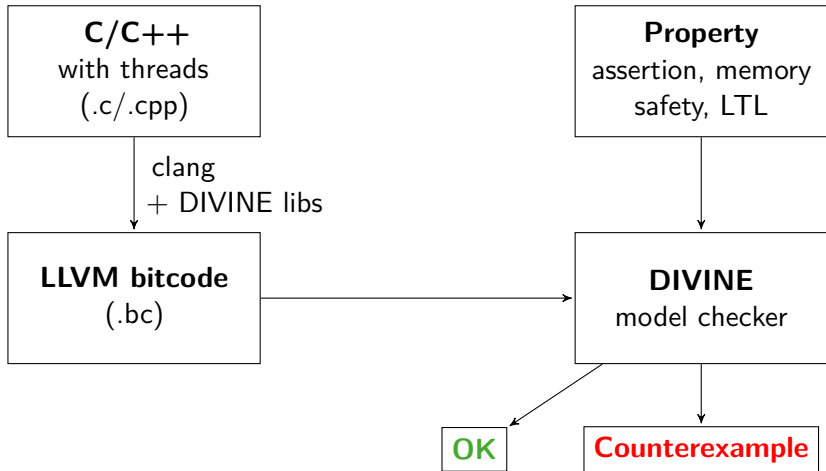 C/C++
with threads
(.c/.cpp)
Property
assertion, memory
safety, LTL
clang
+ DIVINE libs
LLVM bitcode
(.bc)
DIVINE
model checker
OK
Counterexample